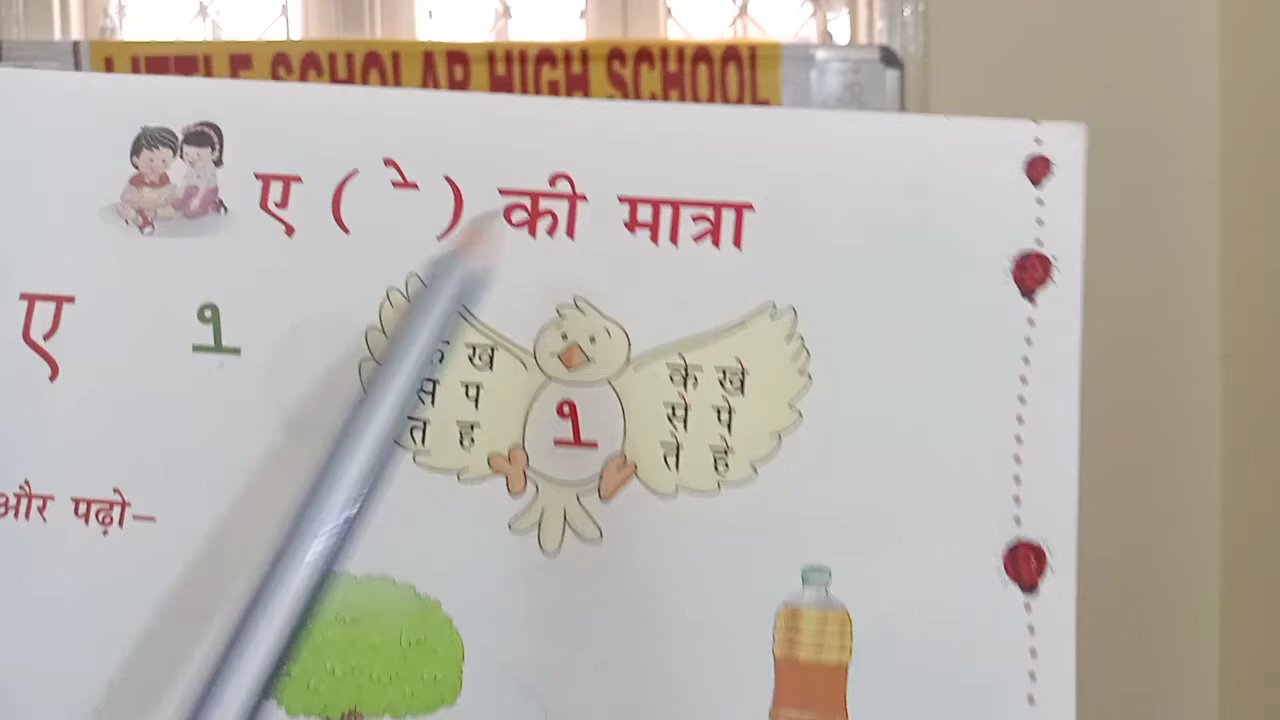 LITTLE SCHOLAR HIGH SCHOOL
ए ( े ) की मात्रा
ए े
ख
स प
त ह
े
के खे
से पे
ते हे
और पढ़ो–